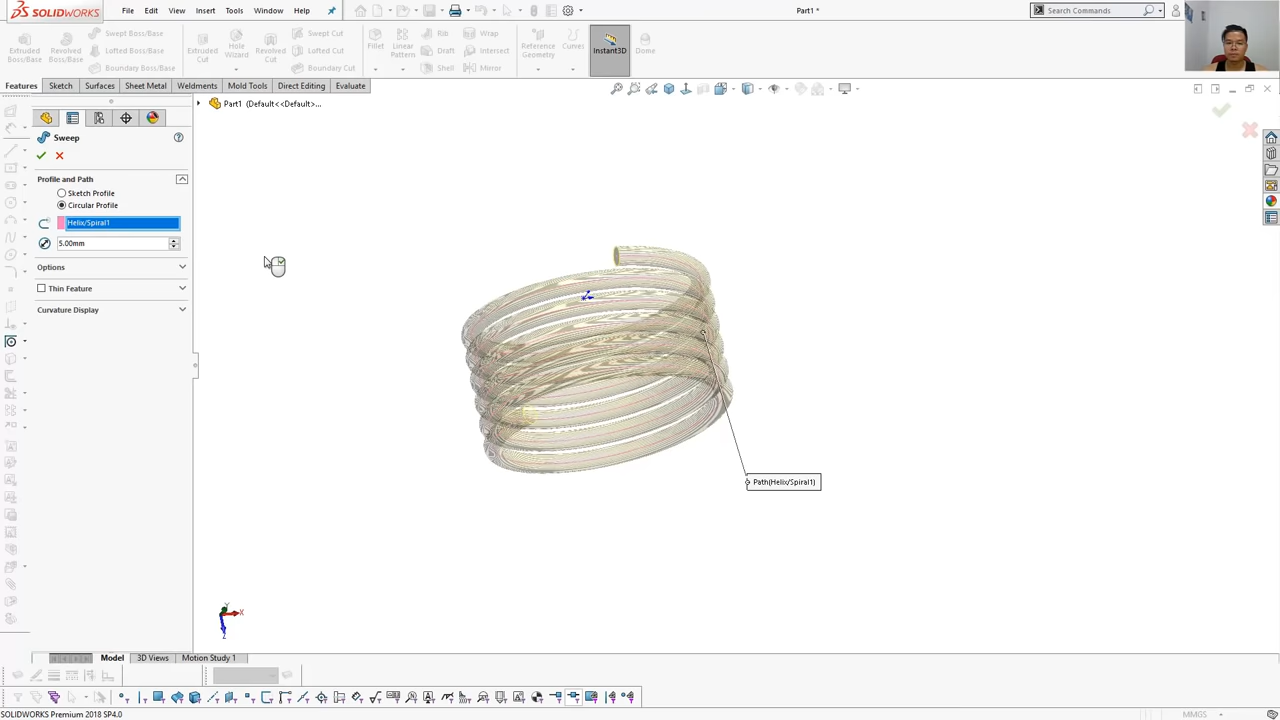 SOLIDWORKS
File Edit View Insert Tools Window Help
Part1 *
Search Commands
Extruded Boss/Base
Revolved Boss/Base
Swept Boss/Base
Lofted Boss/Base
Boundary Boss/Base
Extruded Cut
Hole Wizard
Revolved Cut
Swept Cut
Lofted Cut
Boundary Cut
Fillet
Linear Pattern
Rib
Draft
Shell
Wrap
Intersect
Mirror
Reference Geometry
Curves
Instant3D
Dome
Features Sketch Surfaces Sheet Metal Weldments Mold Tools Direct Editing Evaluate
Part1 (Default<<Default>...
Sweep
Profile and Path
Sketch Profile
Circular Profile
Helix/Spiral1
5.00mm
Options
Thin Feature
Curvature Display
Path(Helix/Spiral1)
Y
X
Z
Model 3D Views Motion Study 1
SOLIDWORKS Premium 2018 SP4.0
MMGS